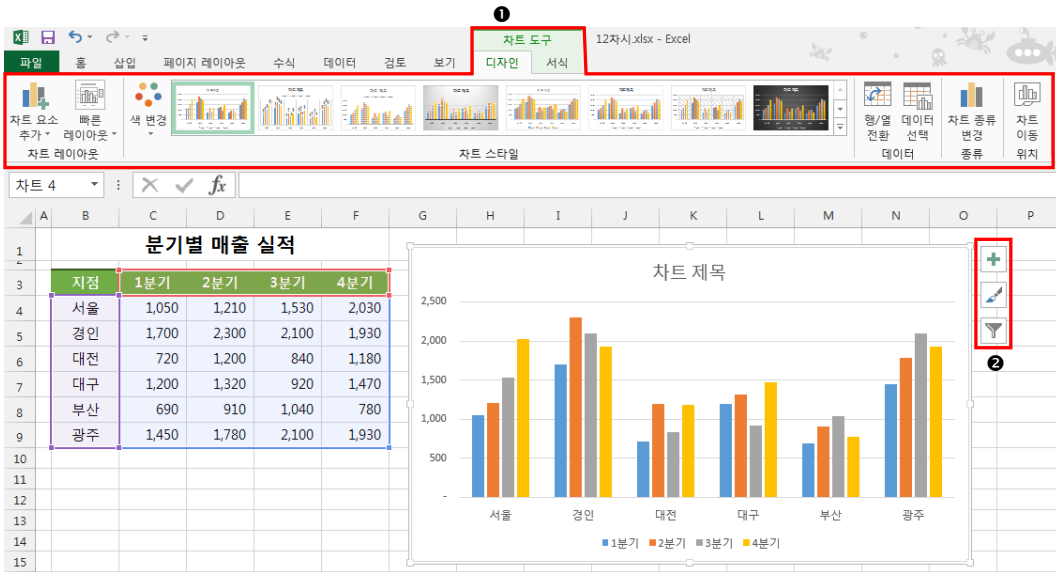 ❶
차트 도구
12차시.xlsx - Excel
파일 홈 삽입 페이지 레이아웃 수식 데이터 검토 보기 디자인 서식
차트 요소 추가
빠른 레이아웃
색 변경
행/열 전환
데이터 선택
차트 종류 변경
차트 이동
차트 레이아웃 차트 스타일 데이터 종류 위치
차트 4
fx
A B C D E F G H I J K L M N O P
1 분기별 매출 실적
2
3 지점 1분기 2분기 3분기 4분기
4 서울 1,050 1,210 1,530 2,030
5 경인 1,700 2,300 2,100 1,930
6 대전 720 1,200 840 1,180
7 대구 1,200 1,320 920 1,470
8 부산 690 910 1,040 780
9 광주 1,450 1,780 2,100 1,930
10
11
12
13
14
15
차트 제목
2,500
2,000
1,500
1,000
500
-
서울 경인 대전 대구 부산 광주
1분기 2분기 3분기 4분기
❷